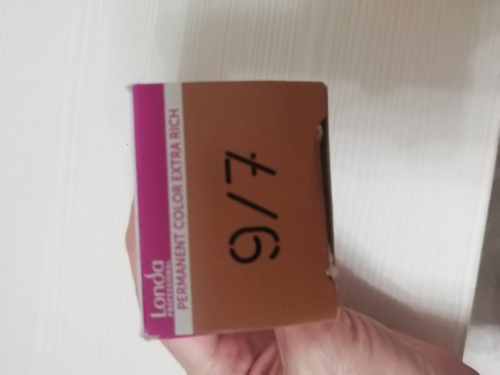 Londa
PROFESSIONAL
PERMANENT COLOR EXTRA RICH
9/7